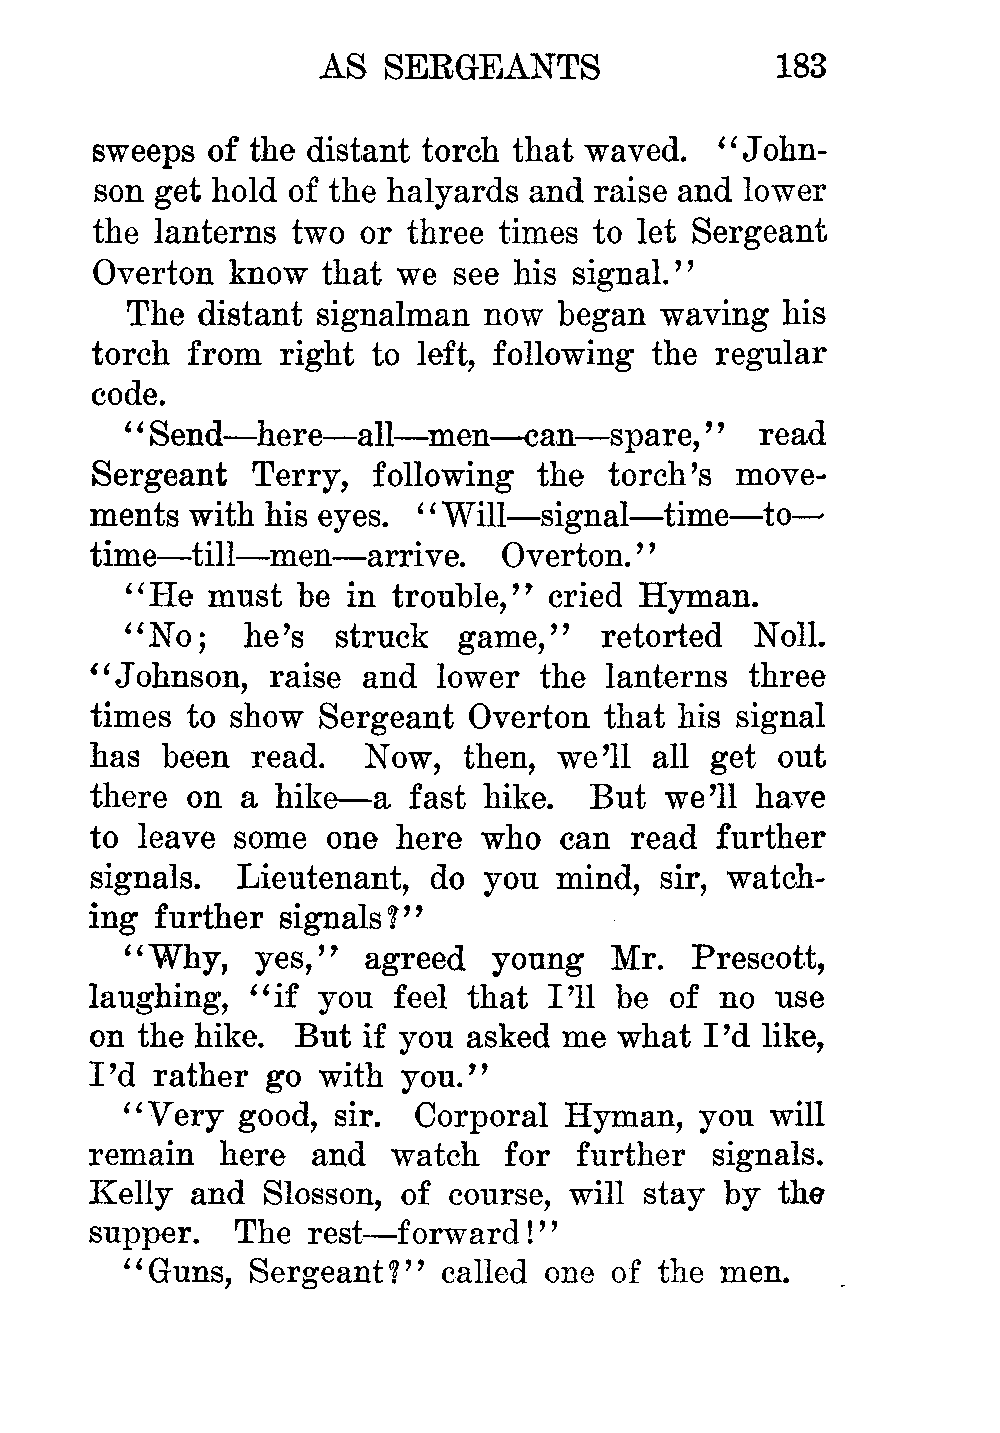 AS SERGEANTS 183
sweeps of the distant torch that waved. "John-
son get hold of the halyards and raise and lower
the lanterns two or three times to let Sergeant
Overton know that we see his signal."
The distant signalman now began waving his
torch from right to left, following the regular
code.
"Send—here—all—men—can—spare," read
Sergeant Terry, following the torch's move-
ments with his eyes. "Will—signal—time—to—
time—till—men—arrive. Overton."
"He must be in trouble," cried Hyman.
"No; he's struck game," retorted Noll.
"Johnson, raise and lower the lanterns three
times to show Sergeant Overton that his signal
has been read. Now, then, we'll all get out
there on a hike—a fast hike. But we'll have
to leave some one here who can read further
signals. Lieutenant, do you mind, sir, watch-
ing further signals?"
"Why, yes," agreed young Mr. Prescott,
laughing, "if you feel that I'll be of no use
on the hike. But if you asked me what I'd like,
I'd rather go with you."
"Very good, sir. Corporal Hyman, you will
remain here and watch for further signals.
Kelly and Slosson, of course, will stay by the
supper. The rest—forward!"
"Guns, Sergeant?" called one of the men.